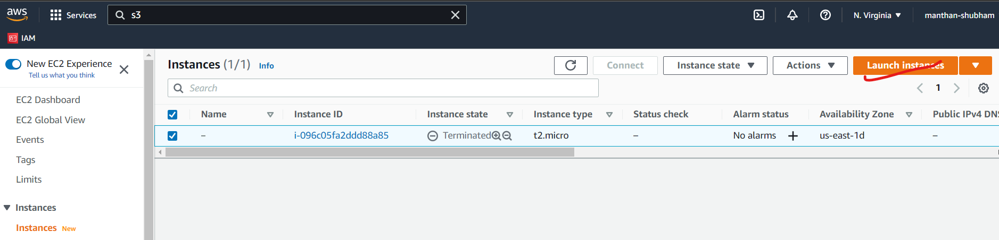 aws Services s3 N. Virginia manthan-shubham
IAM
New EC2 Experience
Tell us what you think
EC2 Dashboard
EC2 Global View
Events
Tags
Limits
Instances
Instances New
Instances (1/1) Info Connect Instance state Actions Launch instances
Search
1
Name Instance ID Instance state Instance type Status check Alarm status Availability Zone Public IPv4 DNS
– i-096c05fa2ddd88a85 Terminated t2.micro – No alarms + us-east-1d –